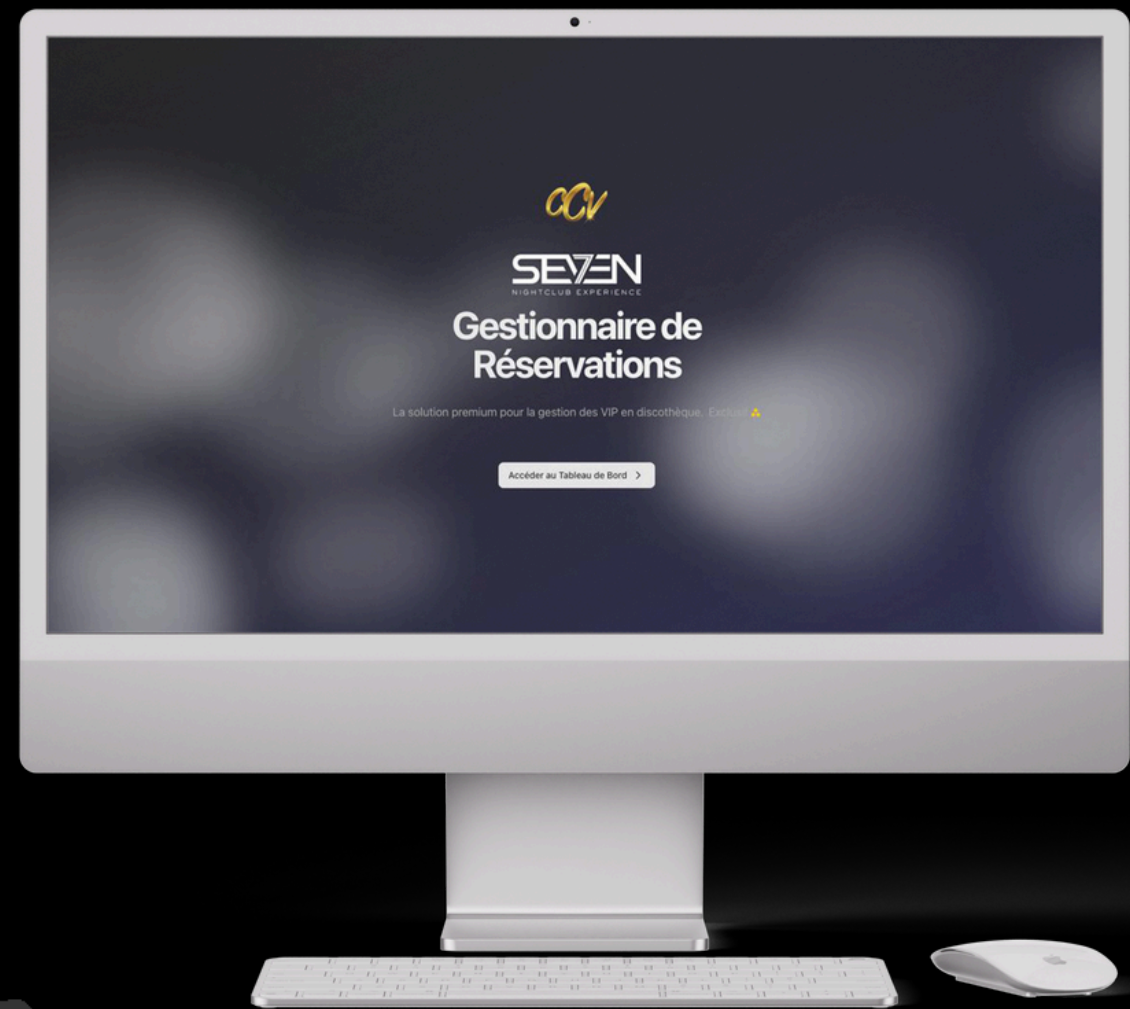 CCV
SEVEN
NIGHTCLUB EXPERIENCE
Gestionnaire de
Réservations
La solution premium pour la gestion des VIP en discothèque.
Accéder au Tableau de Bord